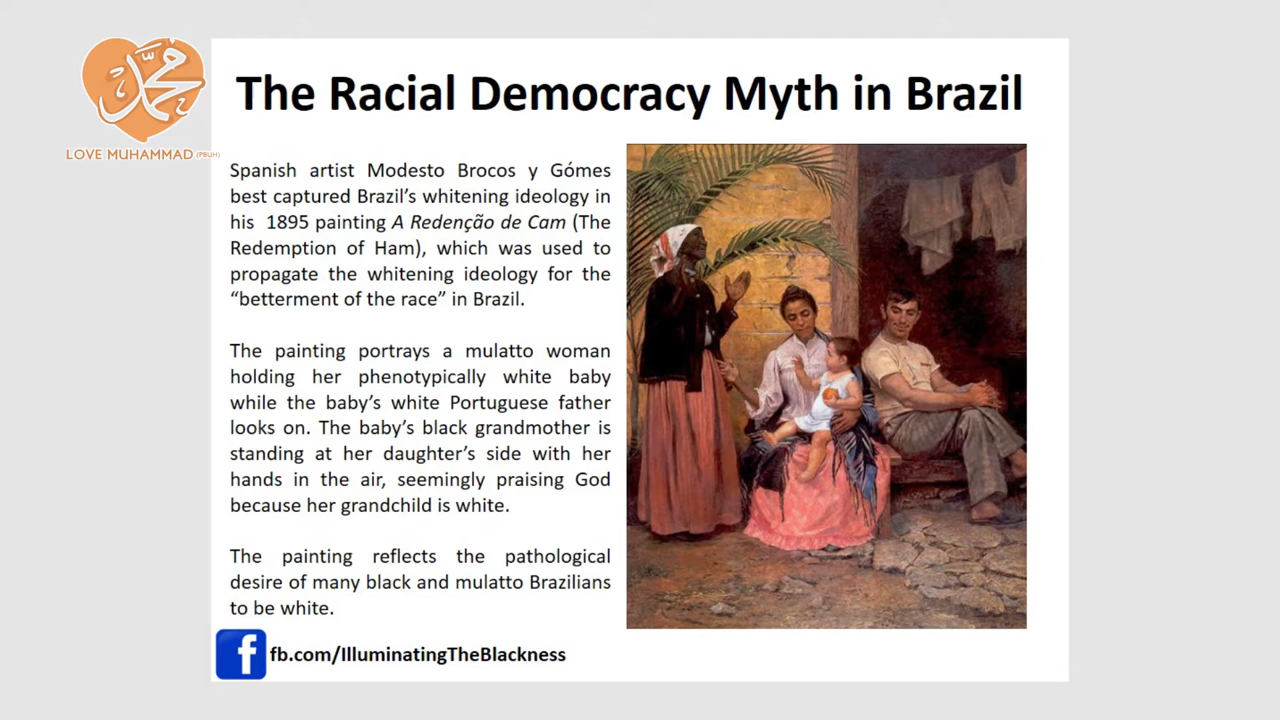 The Racial Democracy Myth in Brazil
محمد
LOVE MUHAMMAD (PBUH)
Spanish artist Modesto Brocos y Gómes
best captured Brazil's whitening ideology in
his 1895 painting A Redenção de Cam (The
Redemption of Ham), which was used to
propagate the whitening ideology for the
“betterment of the race” in Brazil.
The painting portrays a mulatto woman
holding her phenotypically white baby
while the baby's white Portuguese father
looks on. The baby's black grandmother is
standing at her daughter's side with her
hands in the air, seemingly praising God
because her grandchild is white.
The painting reflects the pathological
desire of many black and mulatto Brazilians
to be white.
f
fb.com/IlluminatingTheBlackness